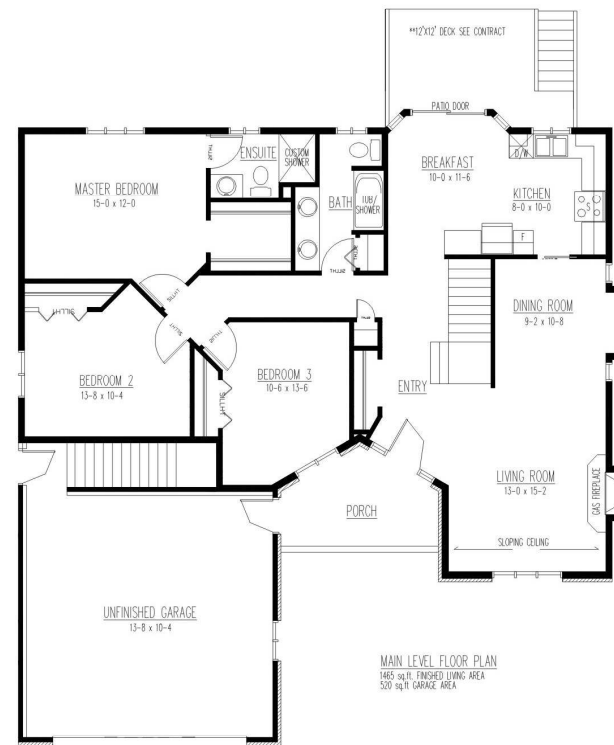 **12'X12' DECK SEE CONTRACT
PATIO DOOR
ENSUITE
CUSTOM
SHOWER
D/W
BREAKFAST
10-0 x 11-6
MASTER BEDROOM
15-0 x 12-0
BATH
TUB/
SHOWER
KITCHEN
8-0 x 10-0
S
F
DINING ROOM
9-2 x 10-8
BEDROOM 2
13-8 x 10-4
BEDROOM 3
10-6 x 13-6
ENTRY
LIVING ROOM
13-0 x 15-2
GAS FIREPLACE
PORCH
SLOPING CEILING
UNFINISHED GARAGE
13-8 x 10-4
MAIN LEVEL FLOOR PLAN
1465 sq.ft. FINISHED LIVING AREA
520 sq.ft GARAGE AREA